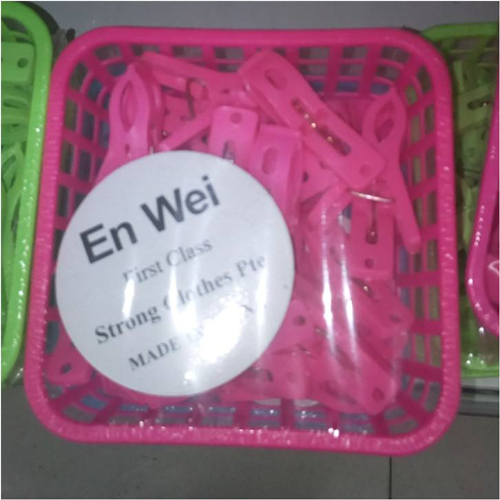 En Wei
First Class
Strong Clothes Pte
MADE